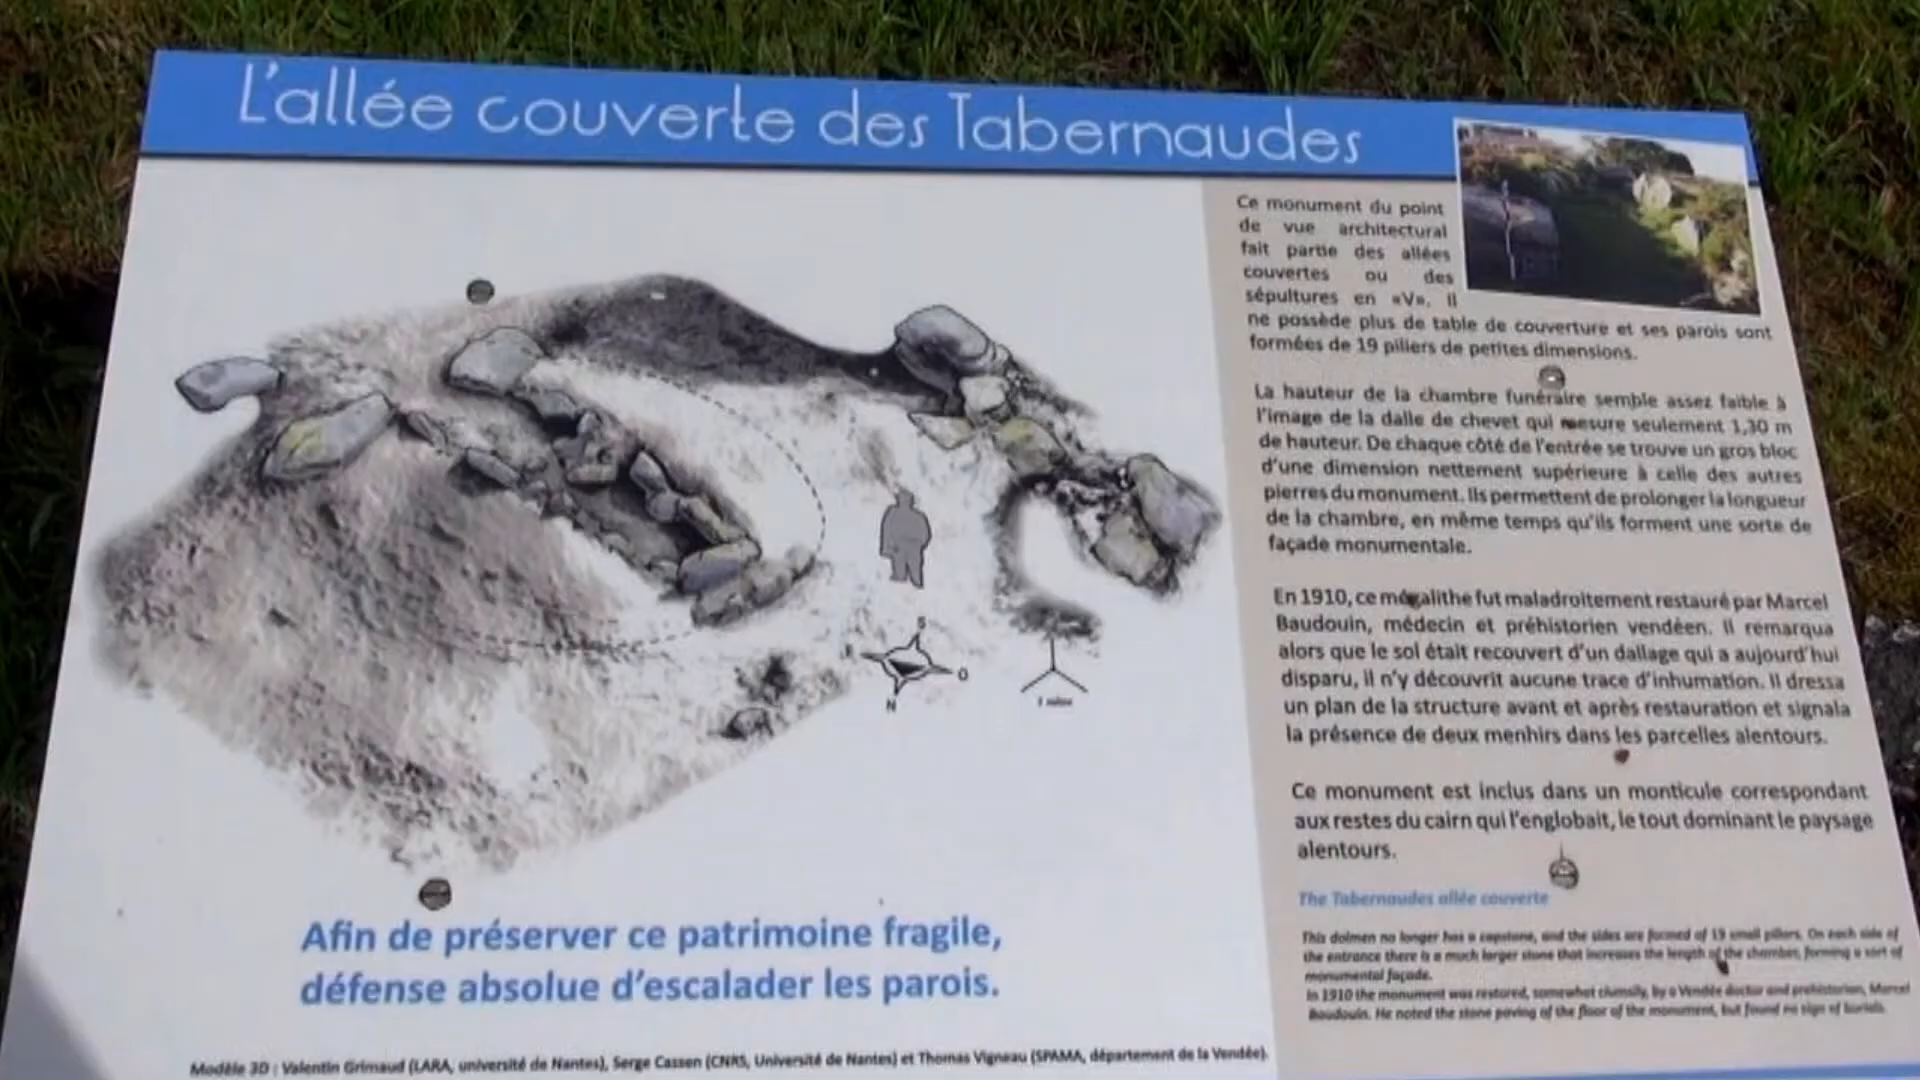 L'allée couverte des Tabernaudes
Ce monument du point
de vue architectural
fait partie des allées
couvertes ou des
sépultures en «V». Il
ne possède plus de table de couverture et ses parois sont
formées de 19 piliers de petites dimensions.
La hauteur de la chambre funéraire semble assez faible à
l'image de la dalle de chevet qui mesure seulement 1,30 m
de hauteur. De chaque côté de l'entrée se trouve un gros bloc
d'une dimension nettement supérieure à celle des autres
pierres du monument. Ils permettent de prolonger la longueur
de la chambre, en même temps qu'ils forment une sorte de
façade monumentale.
En 1910, ce mégalithe fut maladroitement restauré par Marcel
Baudouin, médecin et préhistorien vendéen. Il remarqua
alors que le sol était recouvert d'un dallage qui a aujourd'hui
disparu, il n'y découvrit aucune trace d'inhumation. Il dressa
un plan de la structure avant et après restauration et signala
la présence de deux menhirs dans les parcelles alentours.
Ce monument est inclus dans un monticule correspondant
aux restes du cairn qui l'englobait, le tout dominant le paysage
alentours.
The Tabernaudes allée couverte
This dolmen no longer has a capstone, and the sides are formed of 19 small pillars. On each side of
the entrance there is a much larger stone that increases the length of the chamber, forming a sort of
monumental façade.
In 1910 the monument was restored, somewhat clumsily, by a Vendée doctor and prehistorian, Marcel
Baudouin. He noted the stone paving of the floor of the monument, but found no sign of burials.
S
E
O
N
1 mètre
Afin de préserver ce patrimoine fragile,
défense absolue d'escalader les parois.
Modèle 3D : Valentin Grimaud (LARA, université de Nantes), Serge Cassen (CNRS, Université de Nantes) et Thomas Vigneau (SPAMA, département de la Vendée).